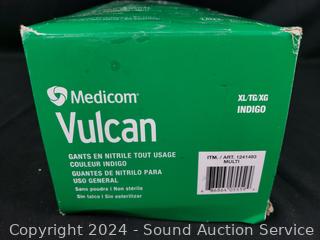 Medicom®
Vulcan
XL/TG/XG
INDIGO
GANTS EN NITRILE TOUT USAGE
COULEUR INDIGO
GUANTES DE NITRILO PARA
USO GENERAL
Sans poudre / Non stérile
Sin talco / Sin esterilizar
ITM. / ART. 1241403
MULTI
Copyright 2024 - Sound Auction Service